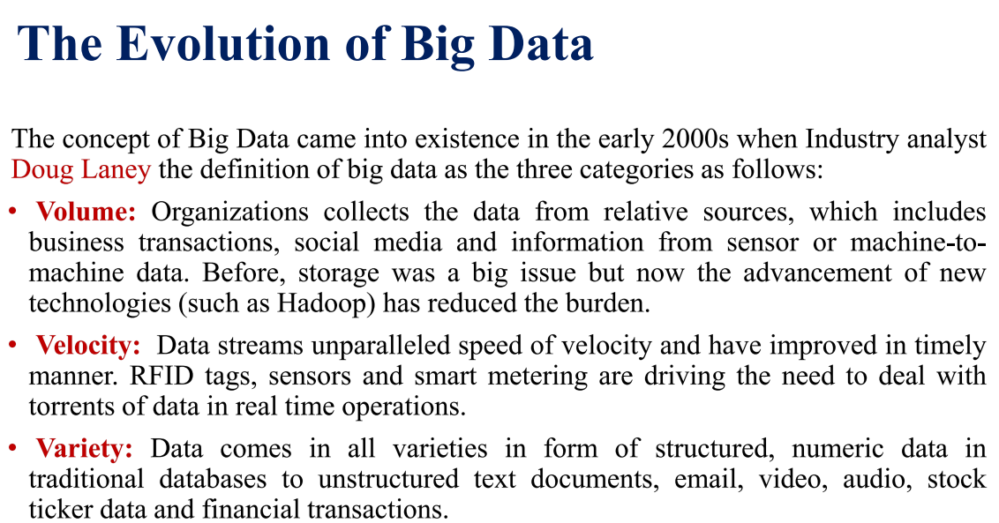 The Evolution of Big Data
The concept of Big Data came into existence in the early 2000s when Industry analyst
Doug Laney the definition of big data as the three categories as follows:
• Volume: Organizations collects the data from relative sources, which includes
business transactions, social media and information from sensor or machine-to-
machine data. Before, storage was a big issue but now the advancement of new
technologies (such as Hadoop) has reduced the burden.
• Velocity: Data streams unparalleled speed of velocity and have improved in timely
manner. RFID tags, sensors and smart metering are driving the need to deal with
torrents of data in real time operations.
• Variety: Data comes in all varieties in form of structured, numeric data in
traditional databases to unstructured text documents, email, video, audio, stock
ticker data and financial transactions.